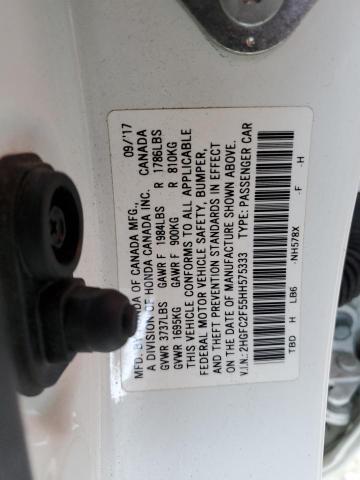 MFD. BY HONDA OF CANADA MFG., 09/'17
A DIVISION OF HONDA CANADA INC. CANADA
GVWR 3737LBS GAWR F 1984LBS R 1786LBS
GVWR 1695KG GAWR F 900KG R 810KG
THIS VEHICLE CONFORMS TO ALL APPLICABLE
FEDERAL MOTOR VEHICLE SAFETY, BUMPER,
AND THEFT PREVENTION STANDARDS IN EFFECT
ON THE DATE OF MANUFACTURE SHOWN ABOVE.
V.I.N.: 2HGFC2F55HH575333 TYPE: PASSENGER CAR
TBD H LB6 -NH578X -F -H